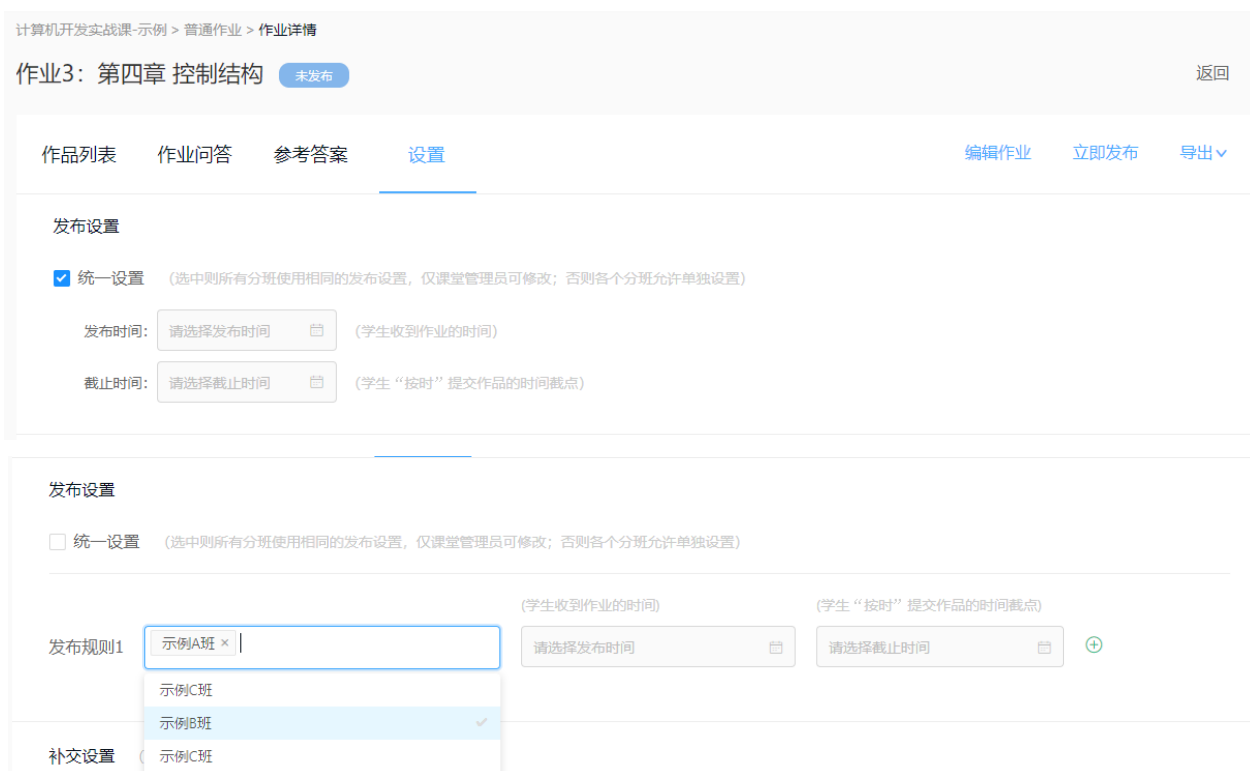 计算机开发实战课-示例 > 普通作业 > 作业详情
作业3：第四章 控制结构 未发布 返回
作品列表 作业问答 参考答案 设置 编辑作业 立即发布 导出
发布设置
统一设置 (选中则所有分班使用相同的发布设置，仅课堂管理员可修改；否则各个分班允许单独设置)
发布时间： 请选择发布时间 (学生收到作业的时间)
截止时间： 请选择截止时间 (学生“按时”提交作品的时间截点)
发布设置
统一设置 (选中则所有分班使用相同的发布设置，仅课堂管理员可修改；否则各个分班允许单独设置)
(学生收到作业的时间) (学生“按时”提交作品的时间截点)
发布规则1 示例A班 × 请选择发布时间 请选择截止时间
示例C班
示例B班
补交设置 ( 示例C班